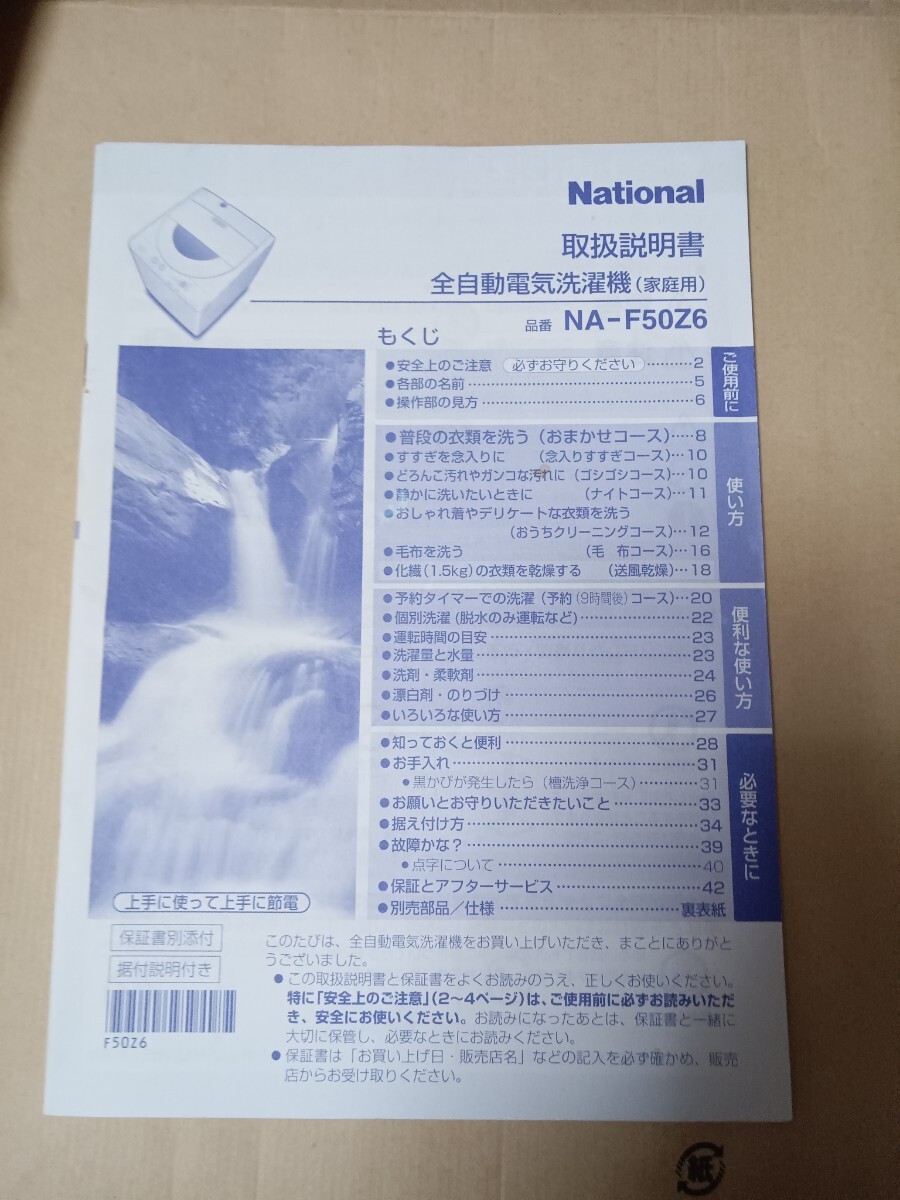 National
取扱説明書
全自動電気洗濯機(家庭用)
品番 NA-F50Z6
もくじ
●安全上のご注意 必ずお守りください………2
●各部の名前………5
●操作部の見方………6
ご使用前に
●普段の衣類を洗う(おまかせコース)……8
●すすぎを念入りに (念入りすすぎコース)…10
●どろんこ汚れやガンコな汚れに(ゴシゴシコース)…10
●静かに洗いたいときに (ナイトコース)…11
●おしゃれ着やデリケートな衣類を洗う
(おうちクリーニングコース)…12
●毛布を洗う (毛 布コース)…16
●化繊(1.5kg)の衣類を乾燥する (送風乾燥)…18
使い方
●予約タイマーでの洗濯(予約(9時間後)コース)…20
●個別洗濯(脱水のみ運転など)………22
●運転時間の目安………23
●洗濯量と水量………23
●洗剤・柔軟剤………24
●漂白剤・のりづけ………26
●いろいろな使い方………27
便利な使い方
●知っておくと便利………28
●お手入れ………31
●黒かびが発生したら(槽洗浄コース)………31
●お願いとお守りいただきたいこと………33
●据え付け方………34
●故障かな?………39
●点字について………40
●保証とアフターサービス………42
●別売部品/仕様………裏表紙
必要なときに
上手に使って上手に節電
保証書別添付
据付説明付き
F50Z6
このたびは、全自動電気洗濯機をお買い上げいただき、まことにありがと
うございました。
●この取扱説明書と保証書をよくお読みのうえ、正しくお使いください。
特に「安全上のご注意」(2〜4ページ)は、ご使用前に必ずお読みいただ
き、安全にお使いください。お読みになったあとは、保証書と一緒に
大切に保管し、必要なときにお読みください。
●保証書は「お買い上げ日・販売店名」などの記入を必ず確かめ、販売
店からお受け取りください。
紙